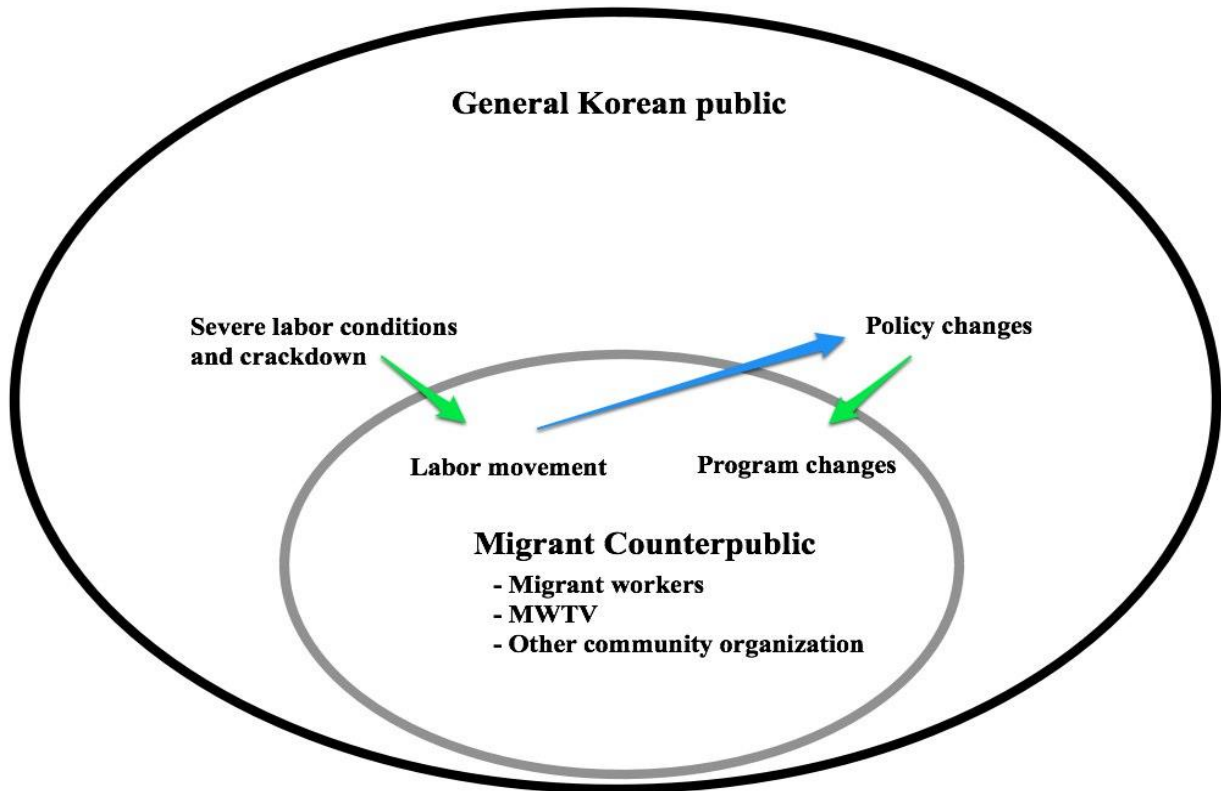 General Korean public
Severe labor conditions
and crackdown
Policy changes
Labor movement
Program changes
Migrant Counterpublic
- Migrant workers
- MWTV
- Other community organization